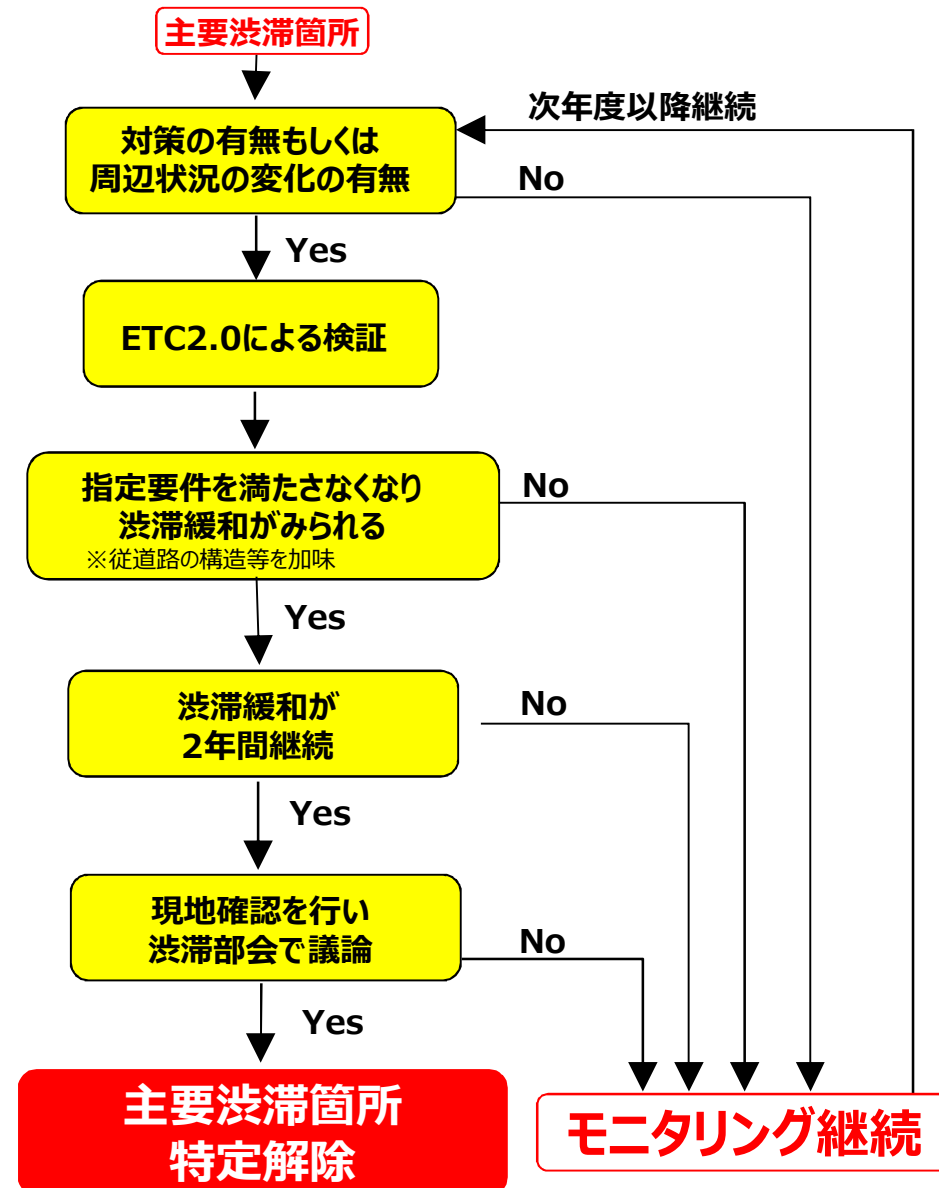 主要渋滞箇所
次年度以降継続
対策の有無もしくは
周辺状況の変化の有無
No
Yes
ETC2.0による検証
指定要件を満たさなくなり
渋滞緩和がみられる
※従道路の構造等を加味
No
Yes
渋滞緩和が
2年間継続
No
Yes
現地確認を行い
渋滞部会で議論
No
Yes
主要渋滞箇所
特定解除
モニタリング継続